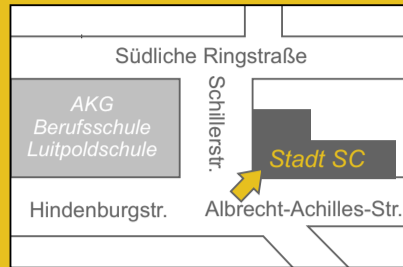 Südliche Ringstraße
AKG
Berufsschule
Luitpoldschule
Schillerstr.
Stadt SC
Hindenburgstr.
Albrecht-Achilles-Str.